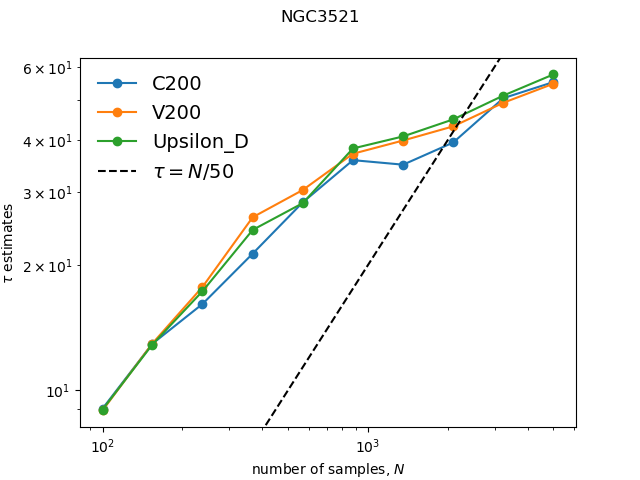 NGC3521
6 × 10¹
4 × 10¹
3 × 10¹
2 × 10¹
10¹
τ estimates
C200
V200
Upsilon_D
τ = N/50
10² 10³
number of samples, N